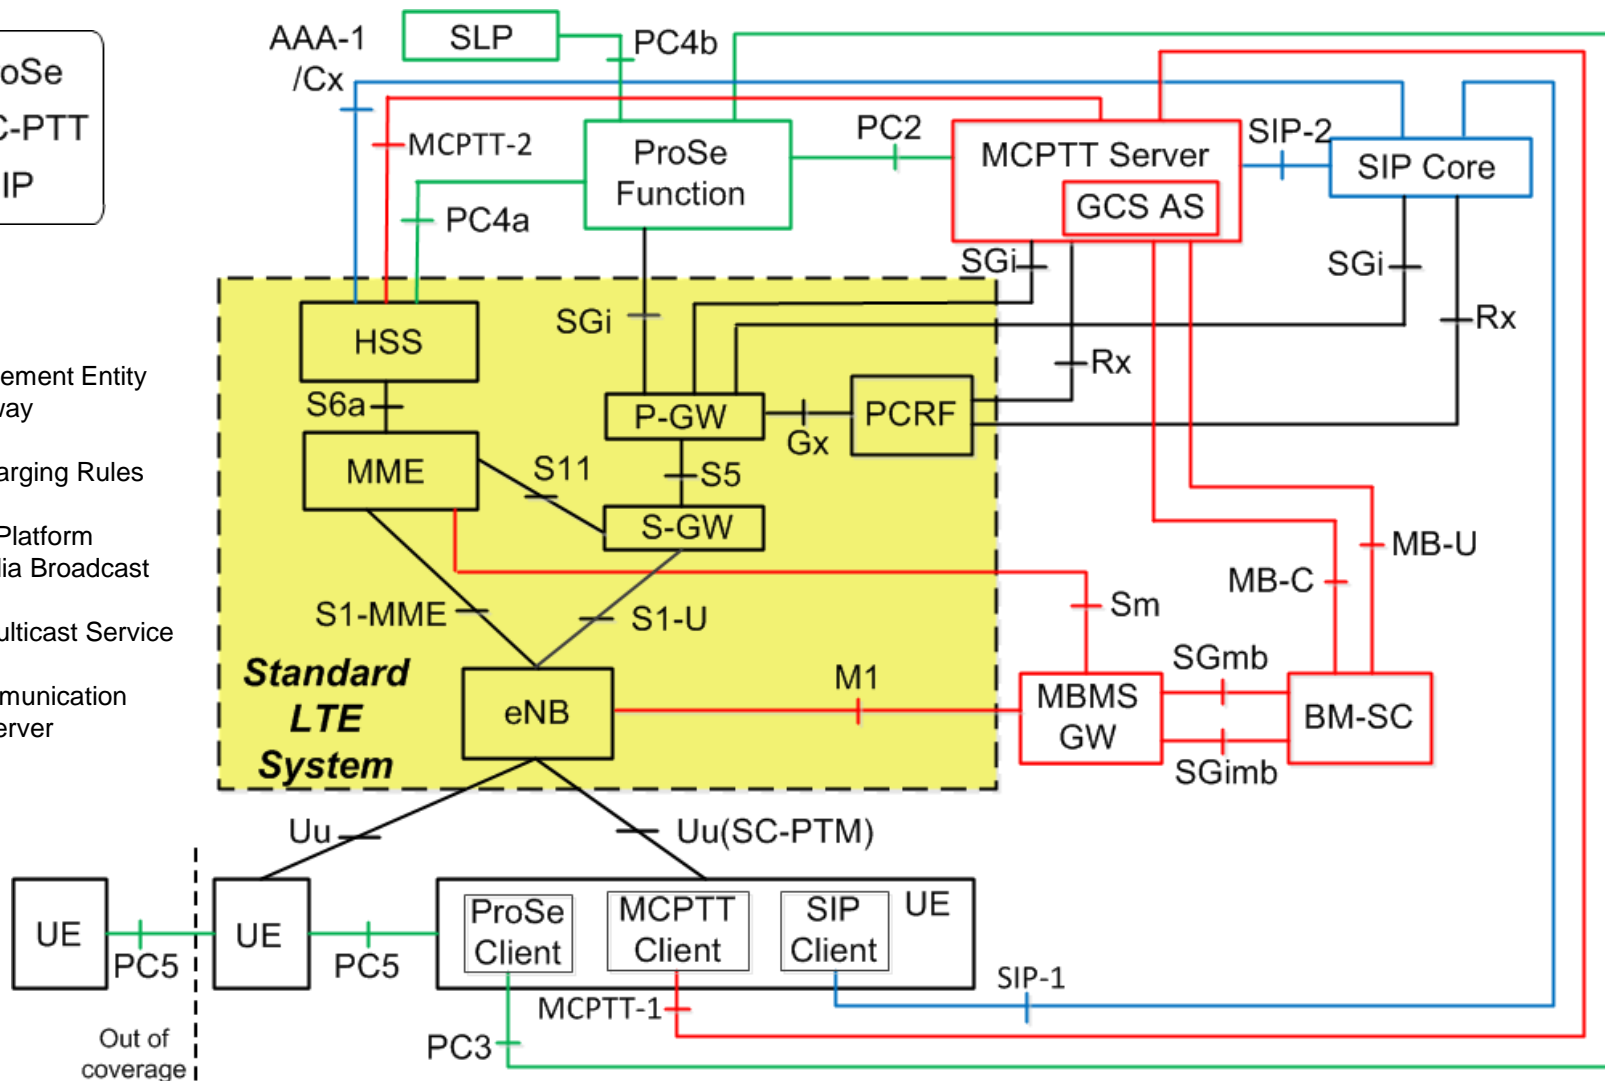 AAA-1
/Cx
SLP
PC4b
oSe
C-PTT
IP
MCPTT-2
PC4a
ProSe
Function
PC2
MCPTT Server
GCS AS
SIP-2
SIP Core
SGi
SGi
SGi
Rx
Rx
HSS
S6a
MME
S11
P-GW
Gx
PCRF
S5
S-GW
ement Entity
way
arging Rules
Platform
lia Broadcast
ulticast Service
nmunication
erver
S1-MME
S1-U
Standard
LTE
System
eNB
M1
Sm
MB-C
MB-U
MBMS
GW
SGmb
SGimb
BM-SC
Uu
Uu(SC-PTM)
UE
PC5
UE
PC5
ProSe
Client
MCPTT
Client
SIP
Client
UE
MCPTT-1
SIP-1
PC3
Out of
coverage